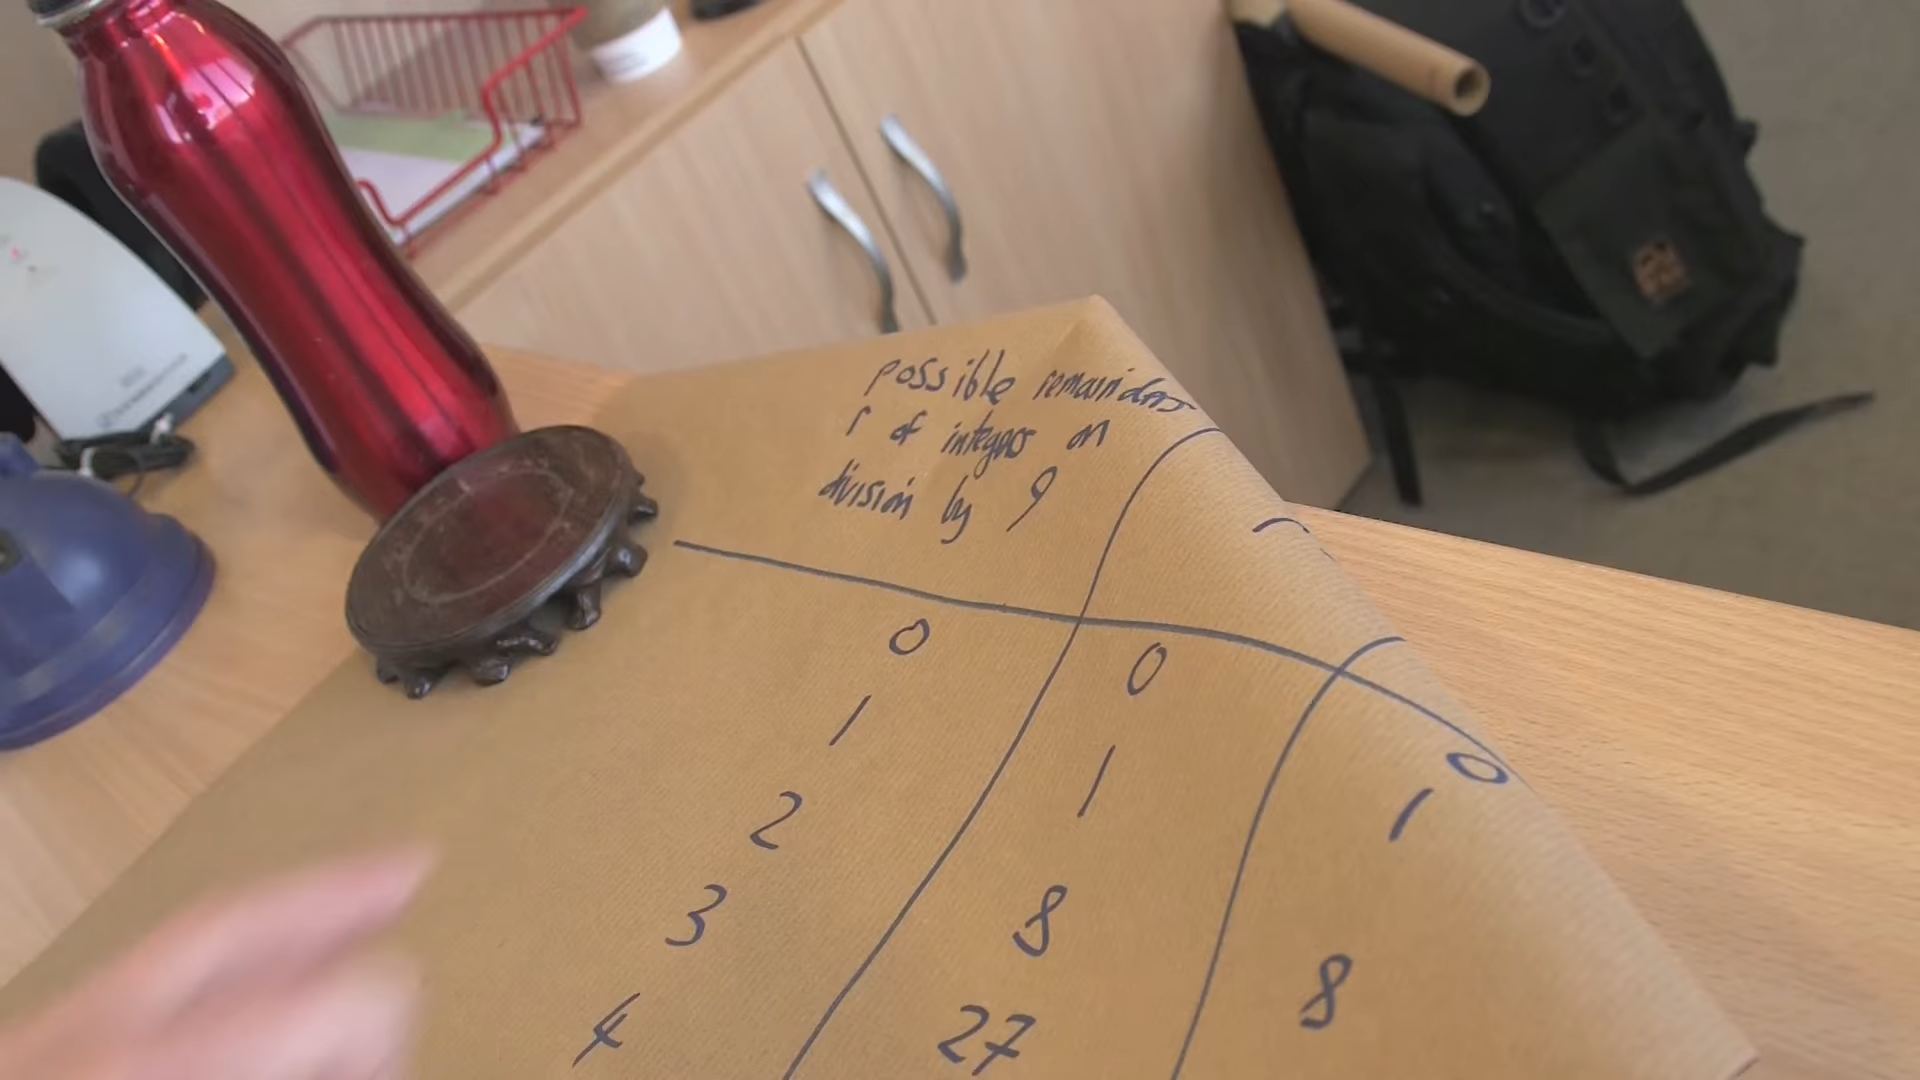 possible remainders
r of integers on
division by 9
0 0 0
1 1 1
2 8 8
3 27
4